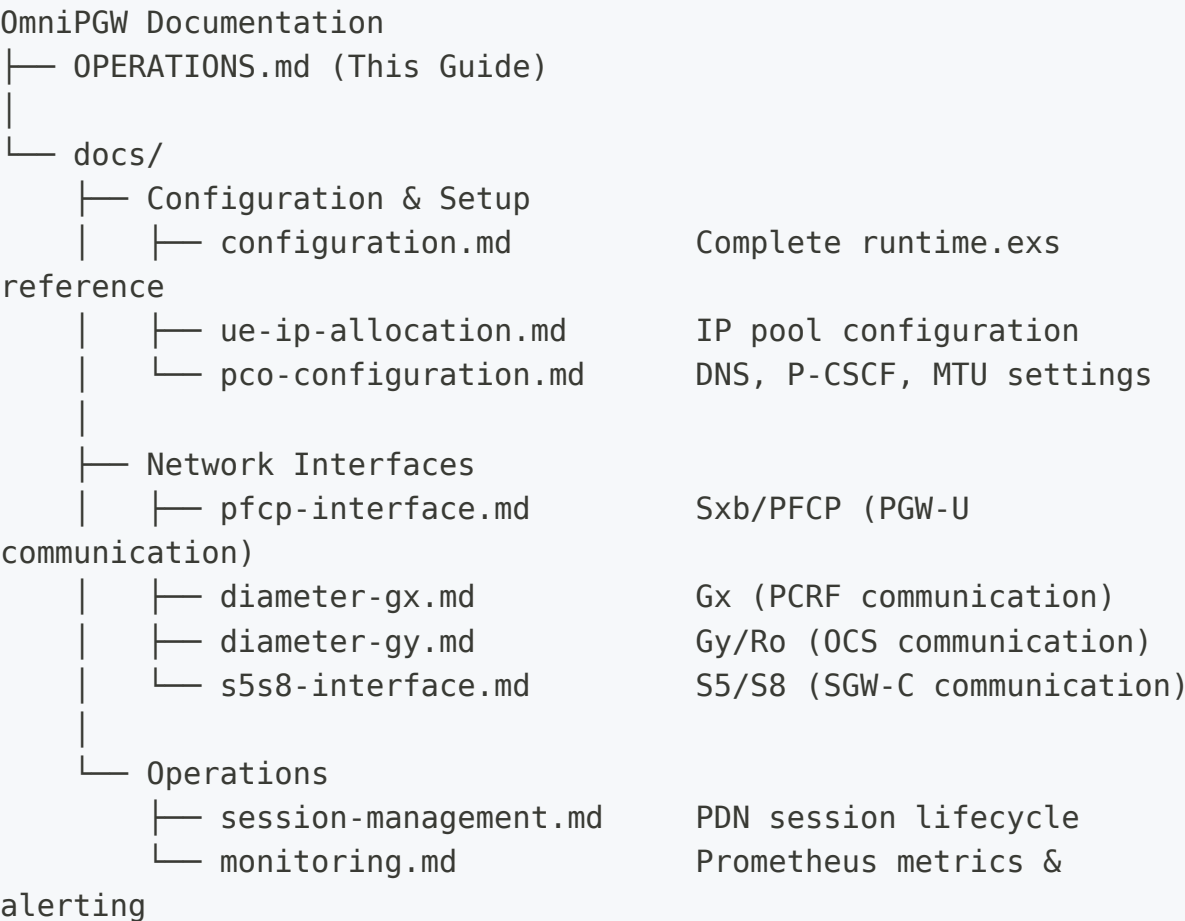 OmniPGW Documentation
├── OPERATIONS.md (This Guide)
│
└── docs/
    ├── Configuration & Setup
    │   ├── configuration.md          Complete runtime.exs
reference
    │   ├── ue-ip-allocation.md       IP pool configuration
    │   └── pco-configuration.md      DNS, P-CSCF, MTU settings
    │
    ├── Network Interfaces
    │   ├── pfcp-interface.md         Sxb/PFCP (PGW-U
communication)
    │   ├── diameter-gx.md            Gx (PCRF communication)
    │   ├── diameter-gy.md            Gy/Ro (OCS communication)
    │   └── s5s8-interface.md         S5/S8 (SGW-C communication)
    │
    └── Operations
        ├── session-management.md     PDN session lifecycle
        └── monitoring.md             Prometheus metrics &
alerting